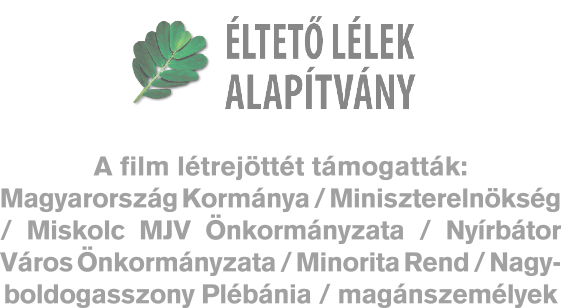 ÉLTETŐ LÉLEK
ALAPÍTVÁNY
A film létrejöttét támogatták:
Magyarország Kormánya / Miniszterelnökség
/ Miskolc MJV Önkormányzata / Nyírbátor
Város Önkormányzata / Minorita Rend / Nagy-
boldogasszony Plébánia / magánszemélyek